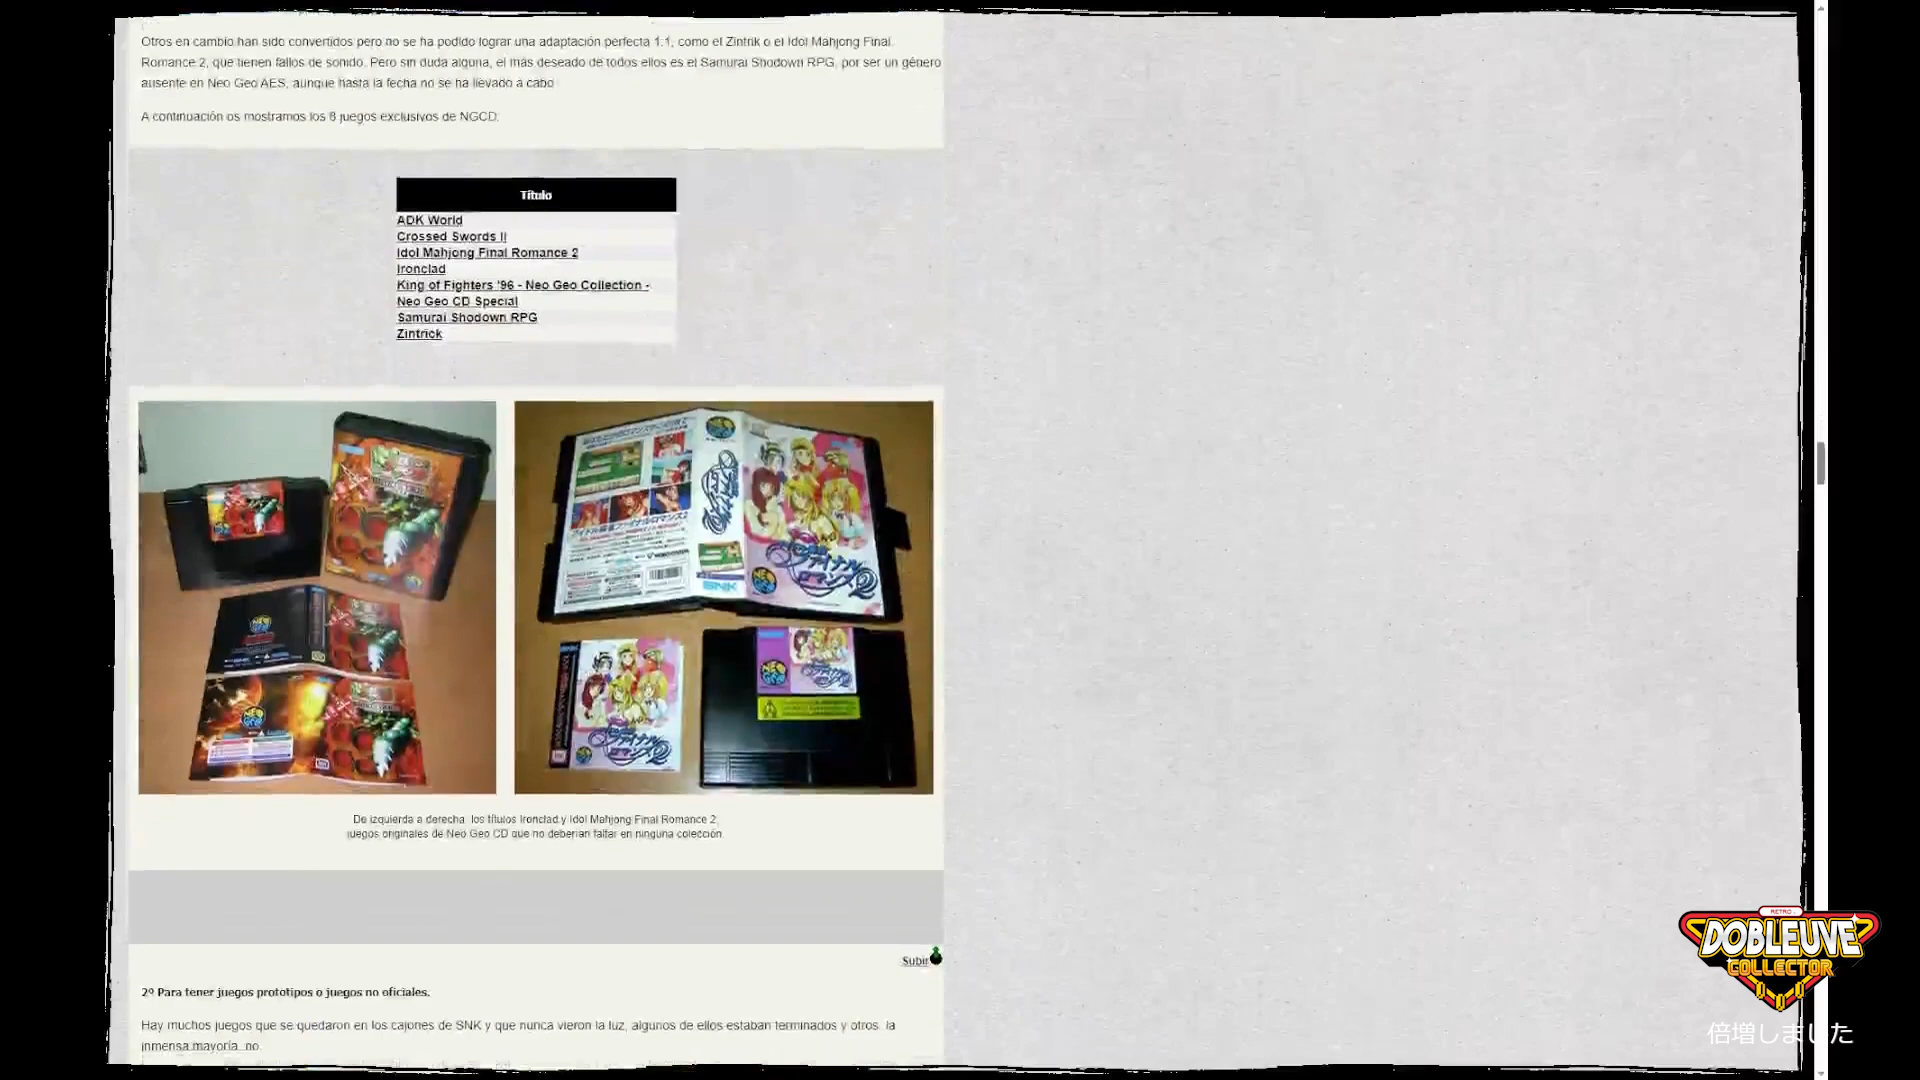 Otros en cambio han sido convertidos pero no se ha podido lograr una adaptación perfecta 1:1, como el Zintrik o el Idol Mahjong Final
Romance 2, que tienen fallos de sonido. Pero sin duda alguna, el más deseado de todos ellos es el Samurai Shodown RPG, por ser un género
ausente en Neo Geo AES, aunque hasta la fecha no se ha llevado a cabo
A continuación os mostramos los 8 juegos exclusivos de NGCD:
Título
ADK World
Crossed Swords II
Idol Mahjong Final Romance 2
Ironclad
King of Fighters '96 - Neo Geo Collection -
Neo Geo CD Special
Samurai Shodown RPG
Zintrick
NEO GEO
SNK
De izquierda a derecha, los títulos Ironclad y Idol Mahjong Final Romance 2,
juegos originales de Neo Geo CD que no deberían faltar en ninguna colección.
Subir
2º Para tener juegos prototipos o juegos no oficiales.
Hay muchos juegos que se quedaron en los cajones de SNK y que nunca vieron la luz, algunos de ellos estaban terminados y otros, la
inmensa mayoría, no.
RETRO
DOBLEUVE
COLLECTOR
倍増しました